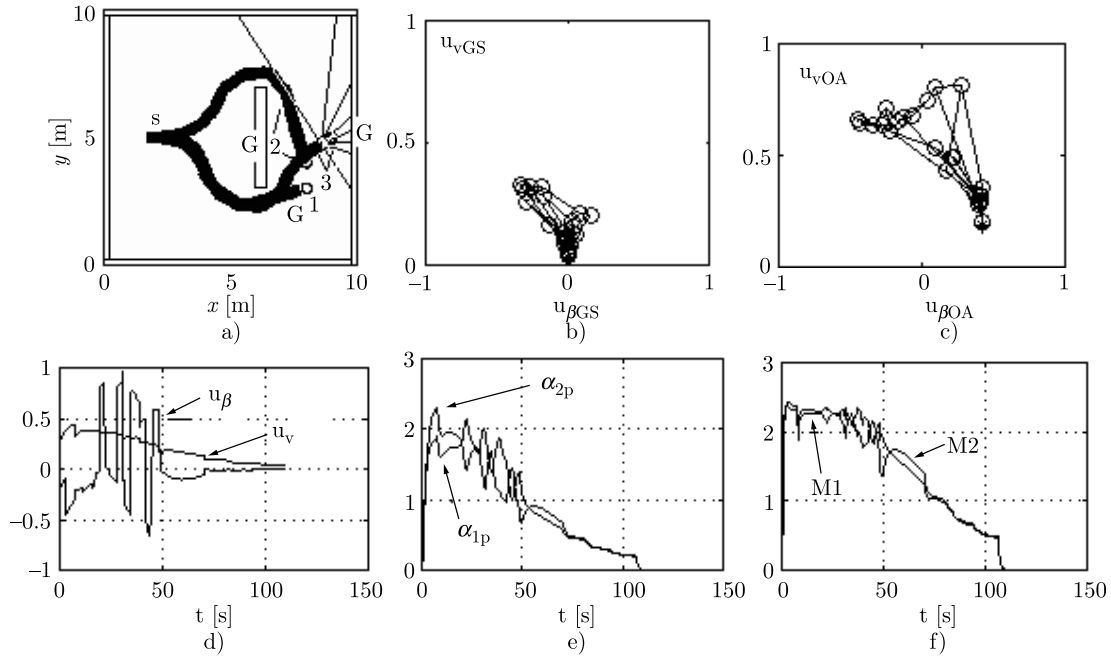 10
y [m]
5
0
s
G
2
G
3
G 1
0
5
10
x [m]
a)
1
u_vGS
0.5
0
−1
0
1
u_βGS
b)
1
u_vOA
0.5
0
−1
0
1
u_βOA
c)
1
0.5
0
−0.5
−1
u_β
u_v
0
50
100
150
t [s]
d)
3
2
1
0
α_2p
α_1p
0
50
100
150
t [s]
e)
3
2
1
0
M1
M2
0
50
100
150
t [s]
f)